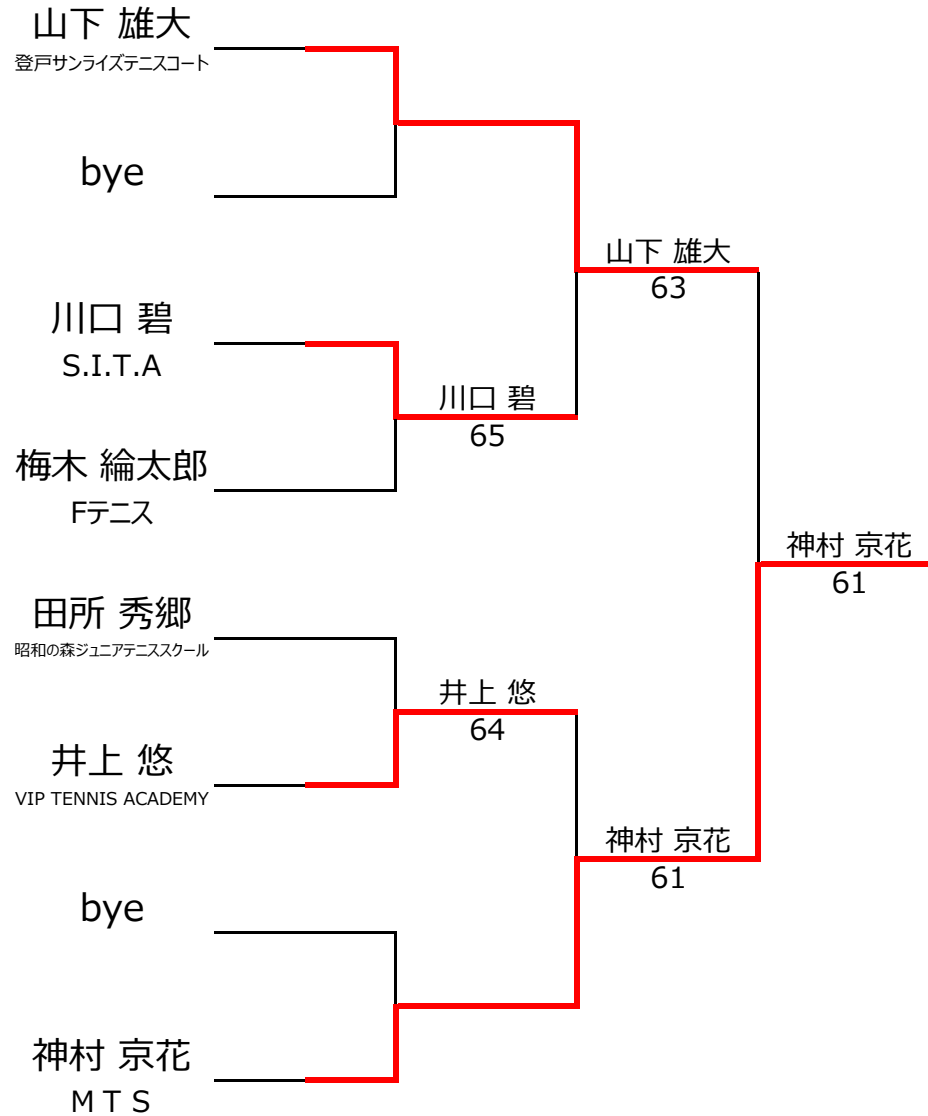 山下 雄大
登戸サンライズテニスコート
bye
山下 雄大
63
川口 碧
S.I.T.A
川口 碧
65
梅木 綸太郎
Fテニス
神村 京花
61
田所 秀郷
昭和の森ジュニアテニススクール
井上 悠
64
井上 悠
VIP TENNIS ACADEMY
神村 京花
61
bye
神村 京花
M T S